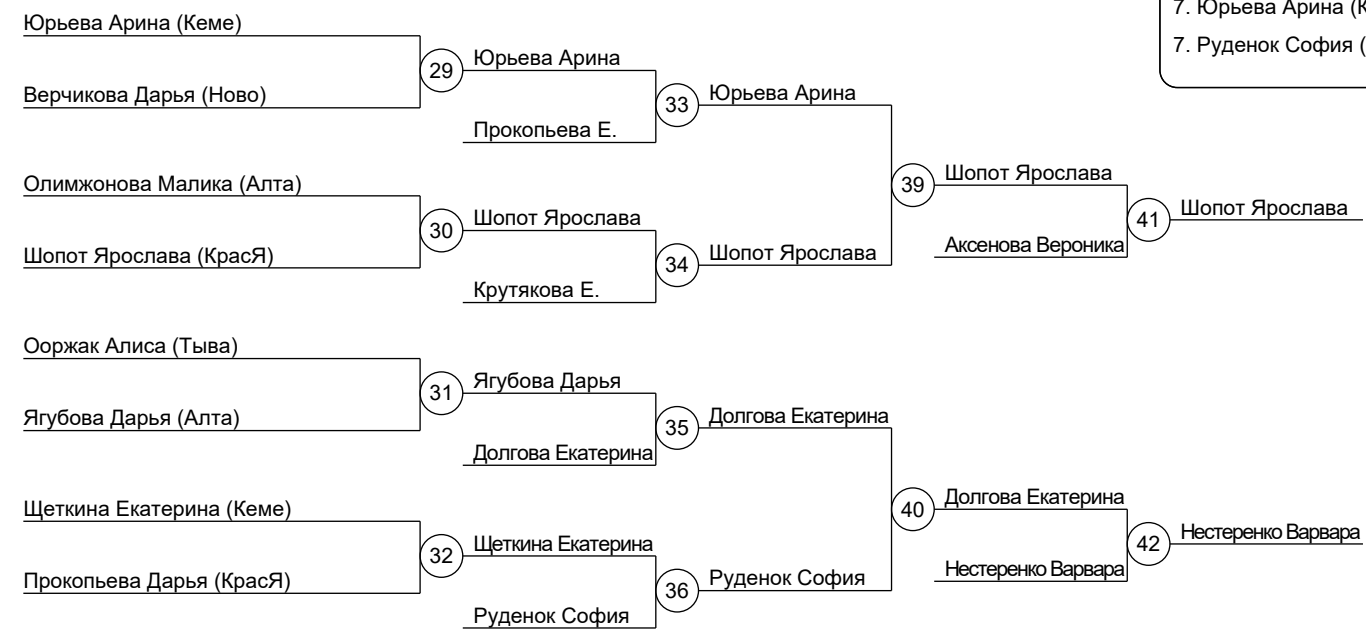 Юрьева Арина (Кеме)
7. Юрьева Арина (К
7. Руденок София (
29
Юрьева Арина
Верчикова Дарья (Ново)
33
Юрьева Арина
Прокопьева Е.
Олимжонова Малика (Алта)
39
Шопот Ярослава
30
Шопот Ярослава
41
Шопот Ярослава
Шопот Ярослава (КрасЯ)
34
Шопот Ярослава
Аксенова Вероника
Крутякова Е.
Ооржак Алиса (Тыва)
31
Ягубова Дарья
Ягубова Дарья (Алта)
35
Долгова Екатерина
Долгова Екатерина
Щеткина Екатерина (Кеме)
40
Долгова Екатерина
32
Щеткина Екатерина
42
Нестеренко Варвара
Прокопьева Дарья (КрасЯ)
36
Руденок София
Нестеренко Варвара
Руденок София